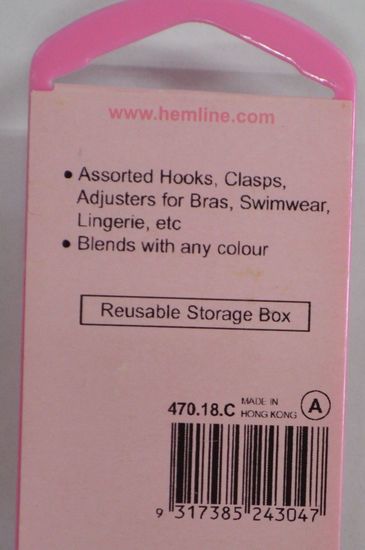 www.hemline.com
• Assorted Hooks, Clasps,
Adjusters for Bras, Swimwear,
Lingerie, etc
• Blends with any colour
Reusable Storage Box
470.18.C MADE IN HONG KONG A
9 317385 243047